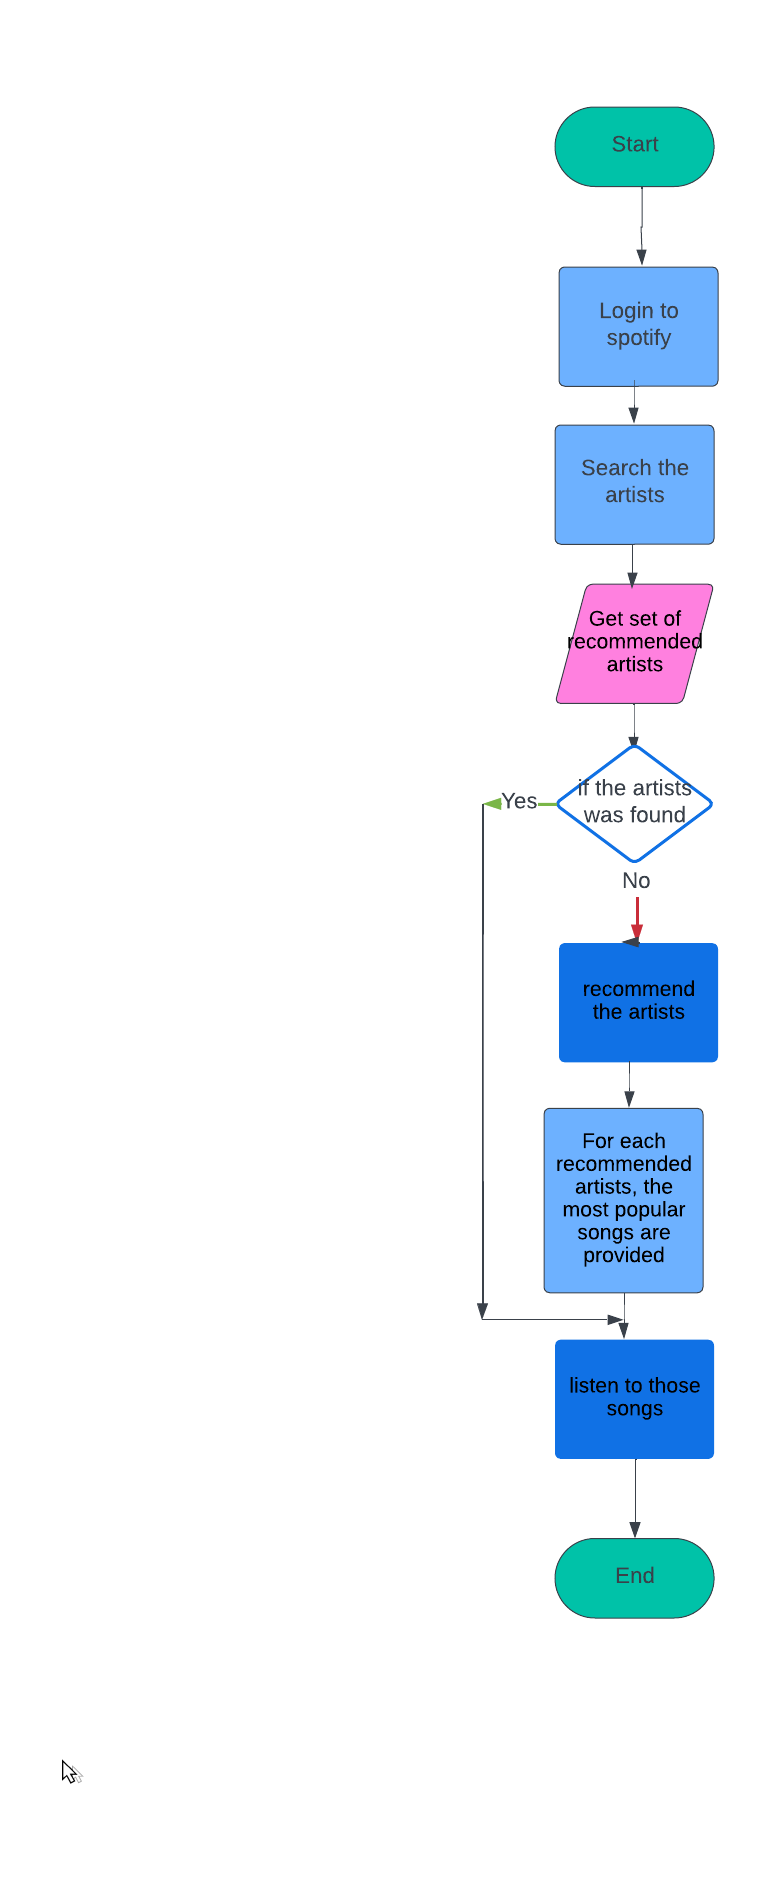 Start
Login to
spotify
Search the
artists
Get set of
recommended
artists
if the artists
was found
Yes
No
recommend
the artists
For each
recommended
artists, the
most popular
songs are
provided
listen to those
songs
End